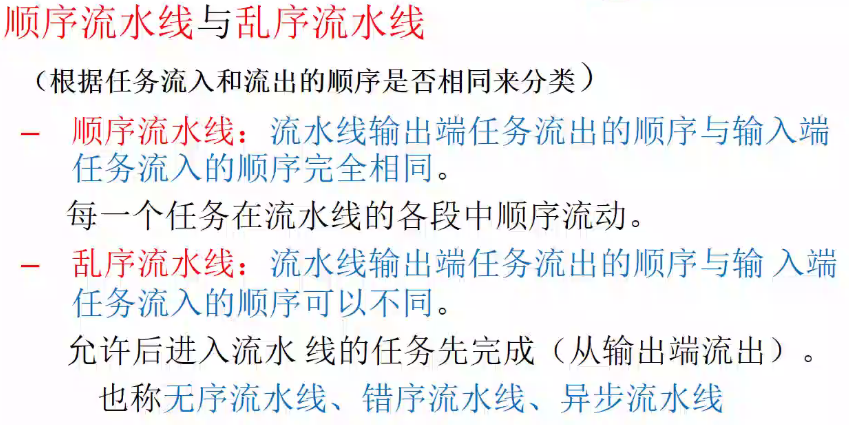 顺序流水线与乱序流水线
（根据任务流入和流出的顺序是否相同来分类）
– 顺序流水线：流水线输出端任务流出的顺序与输入端
任务流入的顺序完全相同。
每一个任务在流水线的各段中顺序流动。
– 乱序流水线：流水线输出端任务流出的顺序与输 入端
任务流入的顺序可以不同。
允许后进入流水 线的任务先完成（从输出端流出）。
也称无序流水线、错序流水线、异步流水线